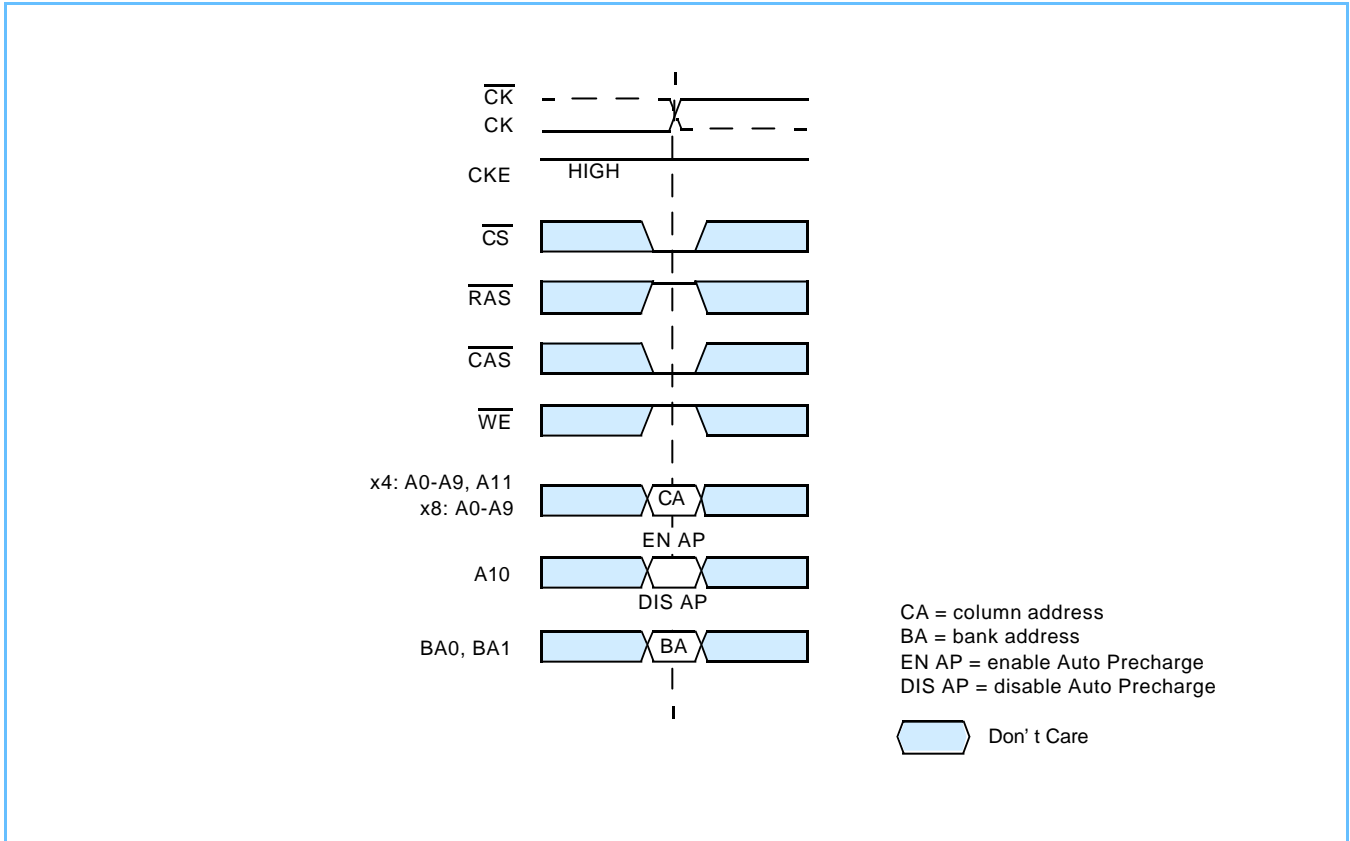 CK
CK
CKE HIGH
CS
RAS
CAS
WE
x4: A0-A9, A11
x8: A0-A9
CA
EN AP
A10
DIS AP
BA0, BA1 BA
CA = column address
BA = bank address
EN AP = enable Auto Precharge
DIS AP = disable Auto Precharge
Don' t Care